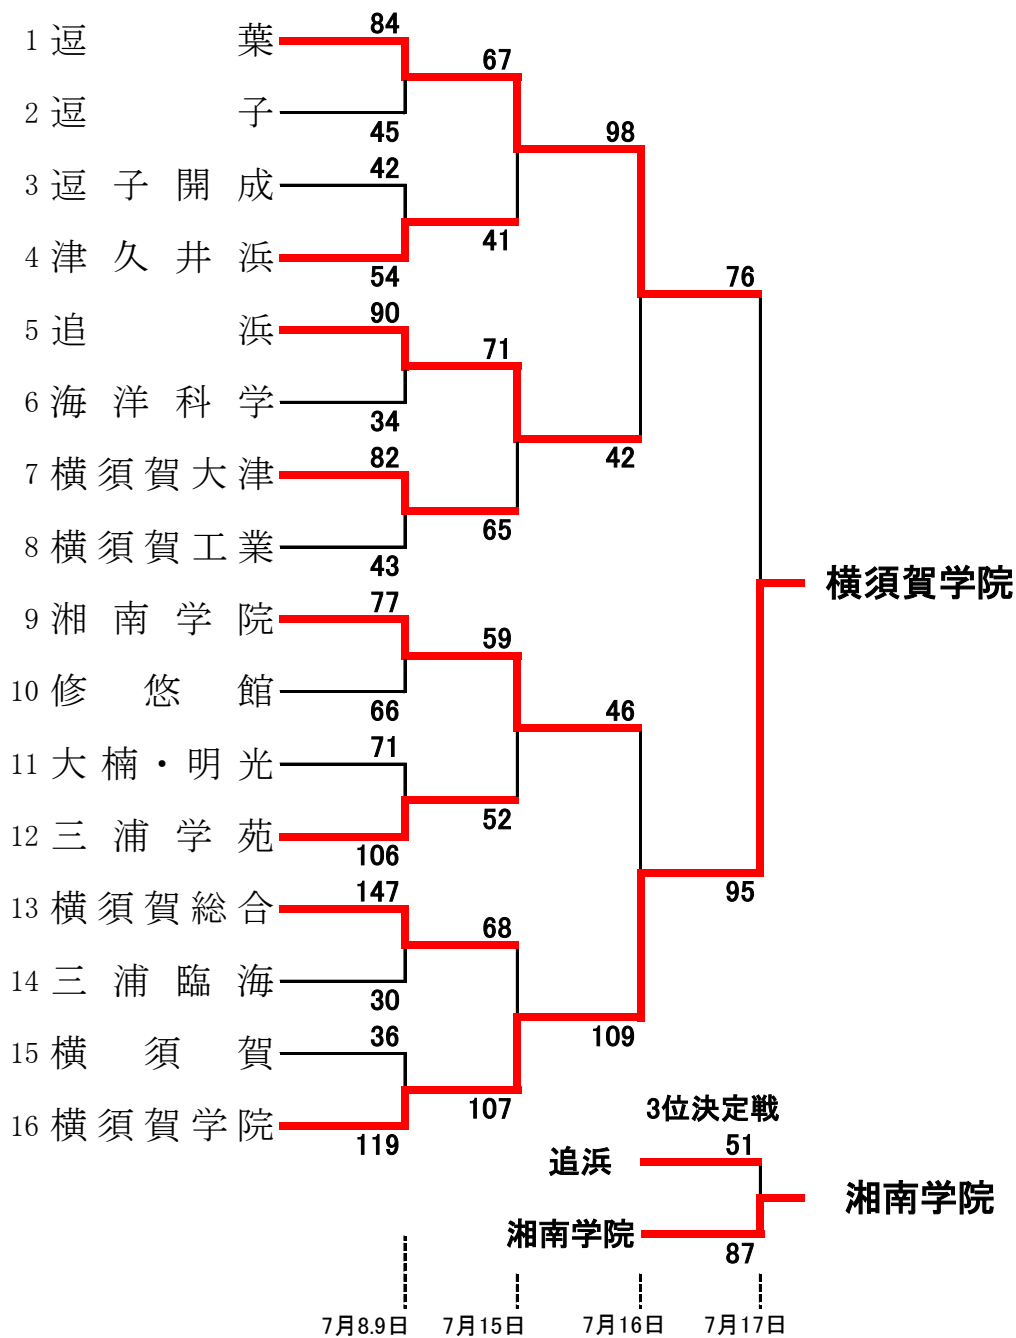 84
1 逗葉
67
2 逗子
45
98
42
3 逗子開成
41
4 津久井浜
54
76
90
5 追浜
71
6 海洋科学
34
42
82
7 横須賀大津
65
8 横須賀工業
43
横須賀学院
77
9 湘南学院
59
10 修悠館
66
46
71
11 大楠・明光
52
12 三浦学苑
106
95
147
13 横須賀総合
68
14 三浦臨海
30
109
36
15 横須賀
107
16 横須賀学院
119
3位決定戦
51
追浜
湘南学院
湘南学院
87
7月8.9日 7月15日 7月16日 7月17日